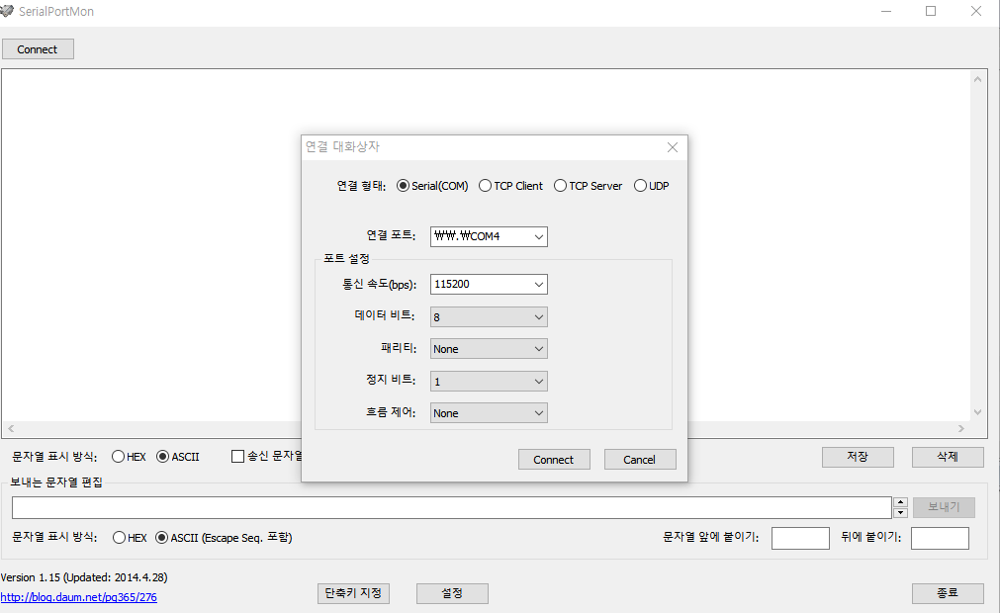 SerialPortMon
Connect
연결 대화상자
연결 형태: Serial(COM) TCP Client TCP Server UDP
연결 포트: ₩₩.₩COM4
포트 설정
통신 속도(bps): 115200
데이터 비트: 8
패리티: None
정지 비트: 1
흐름 제어: None
Connect Cancel
문자열 표시 방식: HEX ASCII 송신 문자열 저장 삭제
보내는 문자열 편집
보내기
문자열 표시 방식: HEX ASCII (Escape Seq. 포함) 문자열 앞에 붙이기: 뒤에 붙이기:
Version 1.15 (Updated: 2014.4.28)
http://blog.daum.net/pg365/276
단축키 지정 설정 종료